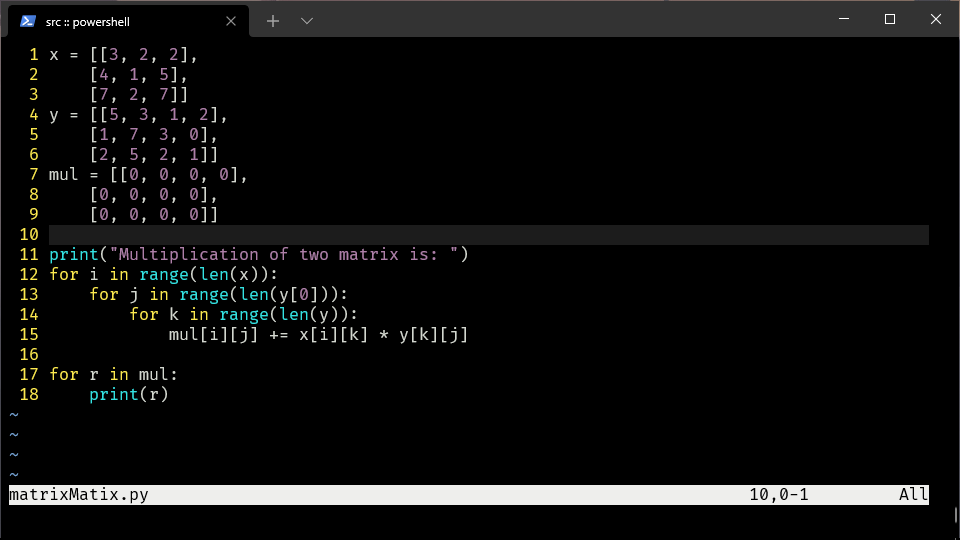 src :: powershell
1 x = [[3, 2, 2],
2     [4, 1, 5],
3     [7, 2, 7]]
4 y = [[5, 3, 1, 2],
5     [1, 7, 3, 0],
6     [2, 5, 2, 1]]
7 mul = [[0, 0, 0, 0],
8     [0, 0, 0, 0],
9     [0, 0, 0, 0]]
10
11 print("Multiplication of two matrix is: ")
12 for i in range(len(x)):
13     for j in range(len(y[0])):
14         for k in range(len(y)):
15             mul[i][j] += x[i][k] * y[k][j]
16
17 for r in mul:
18     print(r)
~
~
~
~
matrixMatix.py 10,0-1 All